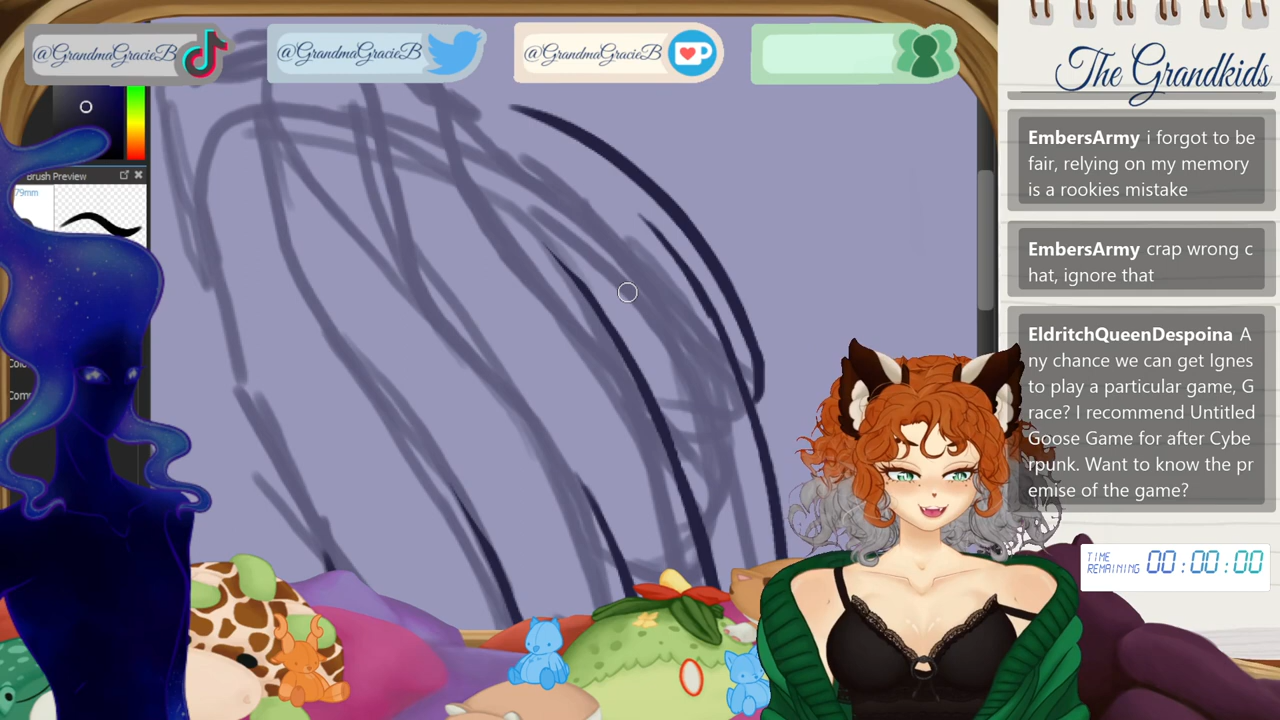 @GrandmaGracieB
@GrandmaGracieB
@GrandmaGracieB
The Grandkids
Brush Preview
79mm
EmbersArmy i forgot to be
fair, relying on my memory
is a rookies mistake
EmbersArmy crap wrong c
hat, ignore that
EldritchQueenDespoina A
ny chance we can get Ignes
to play a particular game, G
race? I recommend Untitled
Goose Game for after Cybe
rpunk. Want to know the pr
emise of the game?
TIME
REMAINING 00:00:00